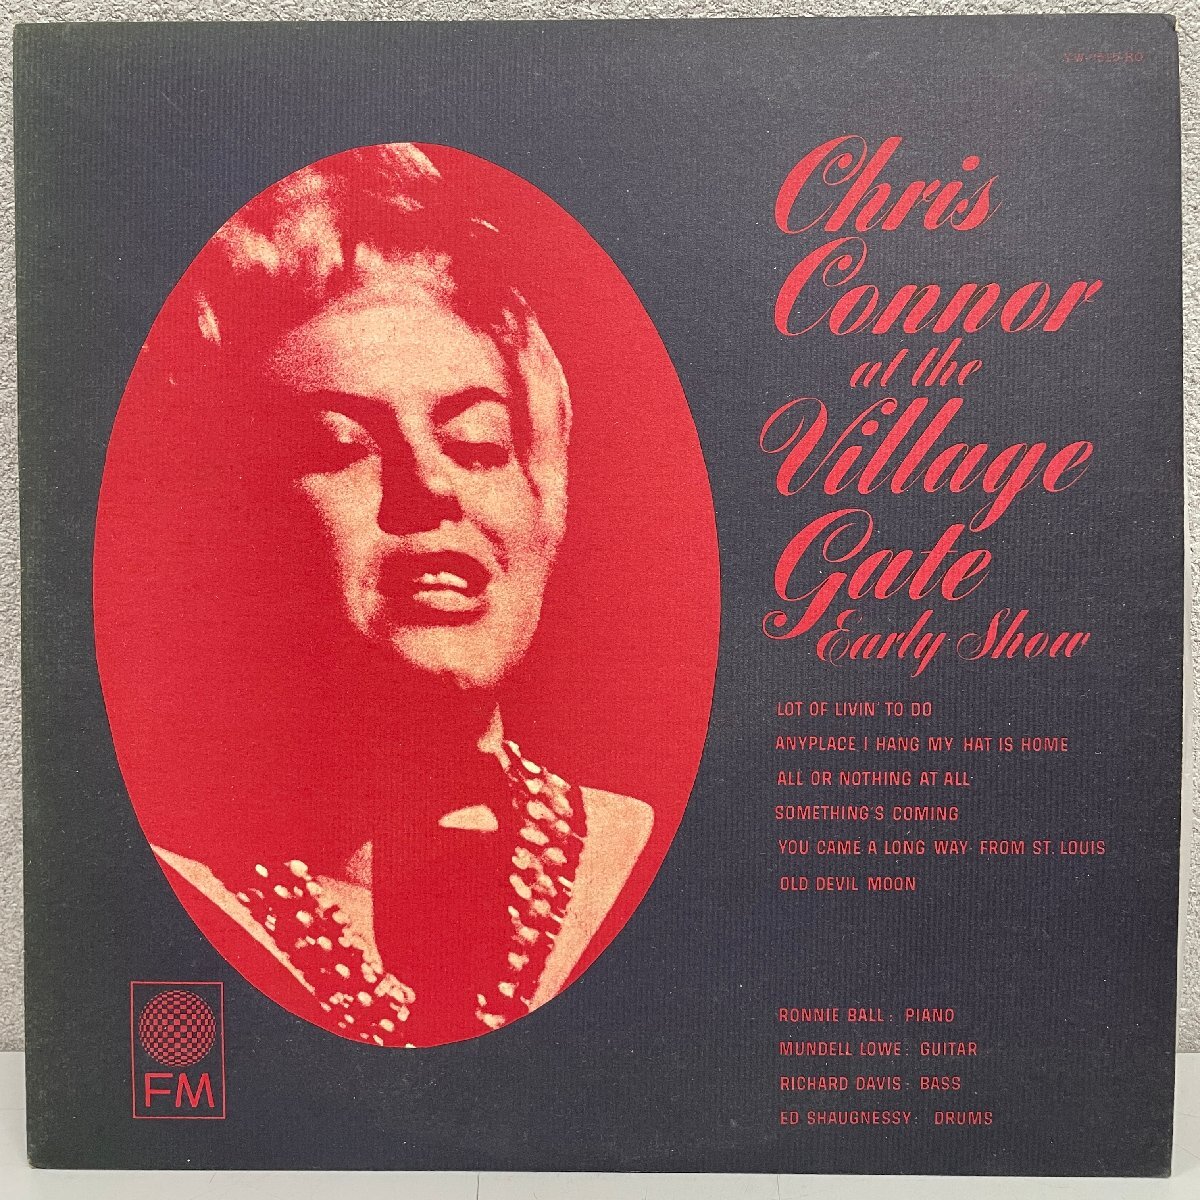 Chris
Connor
at the
Village
Gate
Early Show
LOT OF LIVIN' TO DO
ANYPLACE I HANG MY HAT IS HOME
ALL OR NOTHING AT ALL
SOMETHING'S COMING
YOU CAME A LONG WAY FROM ST. LOUIS
OLD DEVIL MOON
RONNIE BALL: PIANO
MUNDELL LOWE: GUITAR
RICHARD DAVIS: BASS
ED SHAUGNESSY: DRUMS
FM